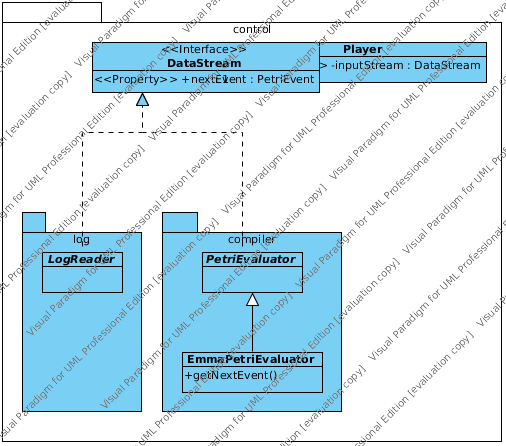 control
<<Interface>>
DataStream
<<Property>> +nextEvent : PetriEvent
Player
> -inputStream : DataStream
log
LogReader
compiler
PetriEvaluator
EmmaPetriEvaluator
+getNextEvent()
Visual Paradigm for UML Professional Edition [evaluation copy]